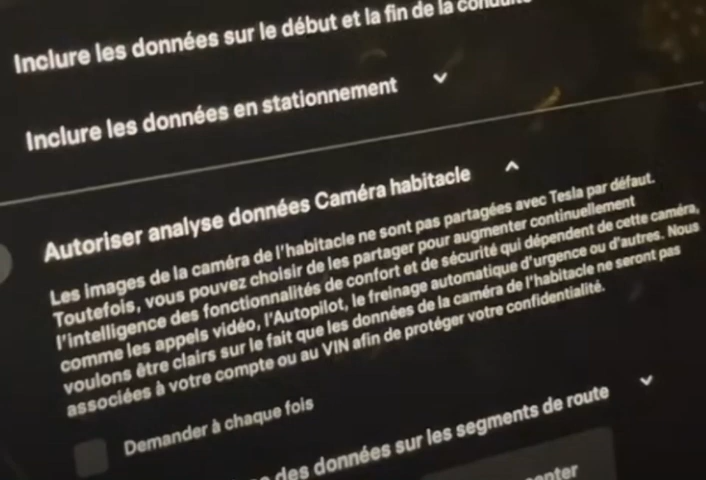 Inclure les données sur le début et la fin de la conduite
Inclure les données en stationnement
Autoriser analyse données Caméra habitacle
Les images de la caméra de l'habitacle ne sont pas partagées avec Tesla par défaut.
Toutefois, vous pouvez choisir de les partager pour augmenter continuellement
l'intelligence des fonctionnalités de confort et de sécurité qui dépendent de cette caméra,
comme les appels vidéo, l'Autopilot, le freinage automatique d'urgence ou d'autres. Nous
voulons être clairs sur le fait que les données de la caméra de l'habitacle ne seront pas
associées à votre compte ou au VIN afin de protéger votre confidentialité.
Demander à chaque fois
des données sur les segments de route